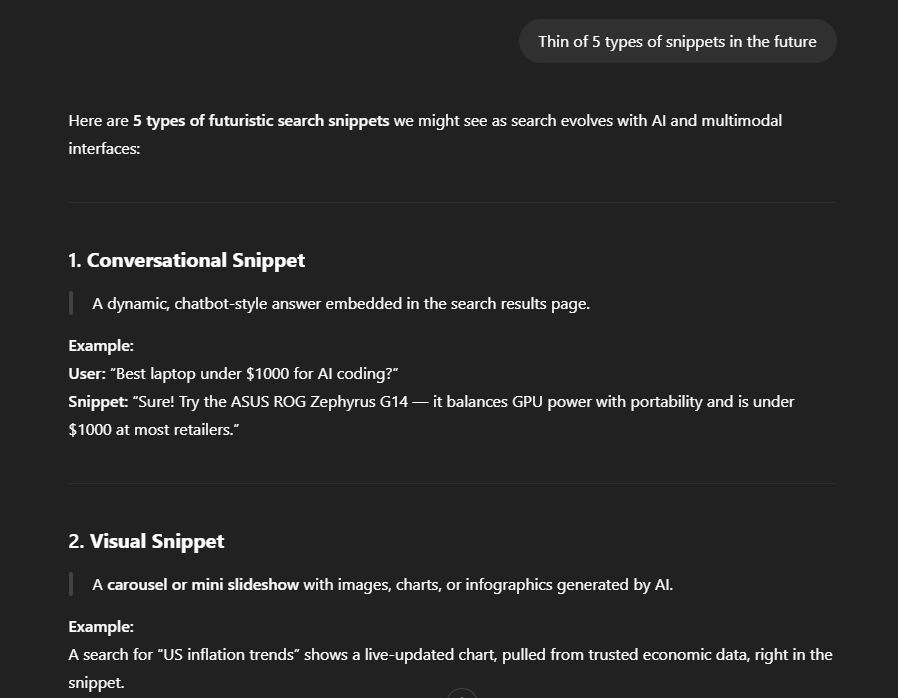 Thin of 5 types of snippets in the future
Here are 5 types of futuristic search snippets we might see as search evolves with AI and multimodal
interfaces:
1. Conversational Snippet
A dynamic, chatbot-style answer embedded in the search results page.
Example:
User: “Best laptop under $1000 for AI coding?”
Snippet: “Sure! Try the ASUS ROG Zephyrus G14 — it balances GPU power with portability and is under
$1000 at most retailers.”
2. Visual Snippet
A carousel or mini slideshow with images, charts, or infographics generated by AI.
Example:
A search for “US inflation trends” shows a live-updated chart, pulled from trusted economic data, right in the
snippet.